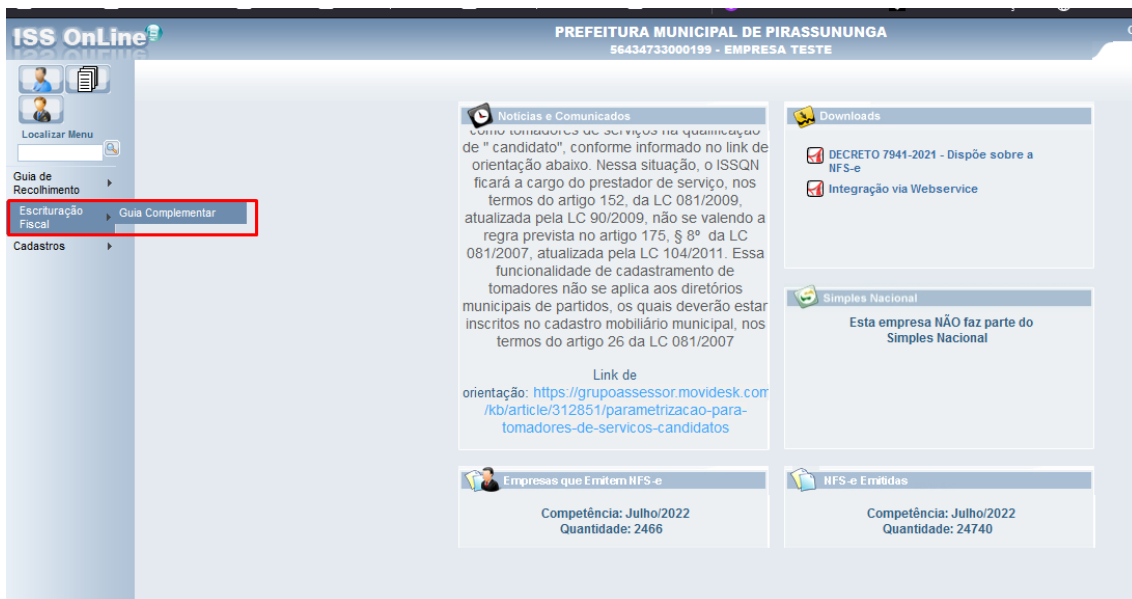 ISS OnLine
PREFEITURA MUNICIPAL DE PIRASSUNUNGA
56434733000199 - EMPRESA TESTE
Localizar Menu
Guia de
Recolhimento
Escrituração
Fiscal
Guia Complementar
Cadastros
Noticias e Comunicados
como tomadores de serviços na qualificação
de " candidato", conforme informado no link de
orientação abaixo. Nessa situação, o ISSQN
ficará a cargo do prestador de serviço, nos
termos do artigo 152, da LC 081/2009,
atualizada pela LC 90/2009, não se valendo a
regra prevista no artigo 175, § 8º da LC
081/2007, atualizada pela LC 104/2011. Essa
funcionalidade de cadastramento de
tomadores não se aplica aos diretórios
municipais de partidos, os quais deverão estar
inscritos no cadastro mobiliário municipal, nos
termos do artigo 26 da LC 081/2007
Link de
orientação: https://grupoassessor.movidesk.com
/kb/article/312851/parametrizacao-para-
tomadores-de-servicos-candidatos
Downloads
DECRETO 7941-2021 - Dispõe sobre a
NFS-e
Integração via Webservice
Simples Nacional
Esta empresa NÃO faz parte do
Simples Nacional
Empresas que Emitem NFS-e
Competência: Julho/2022
Quantidade: 2466
NFS-e Emitidas
Competência: Julho/2022
Quantidade: 24740